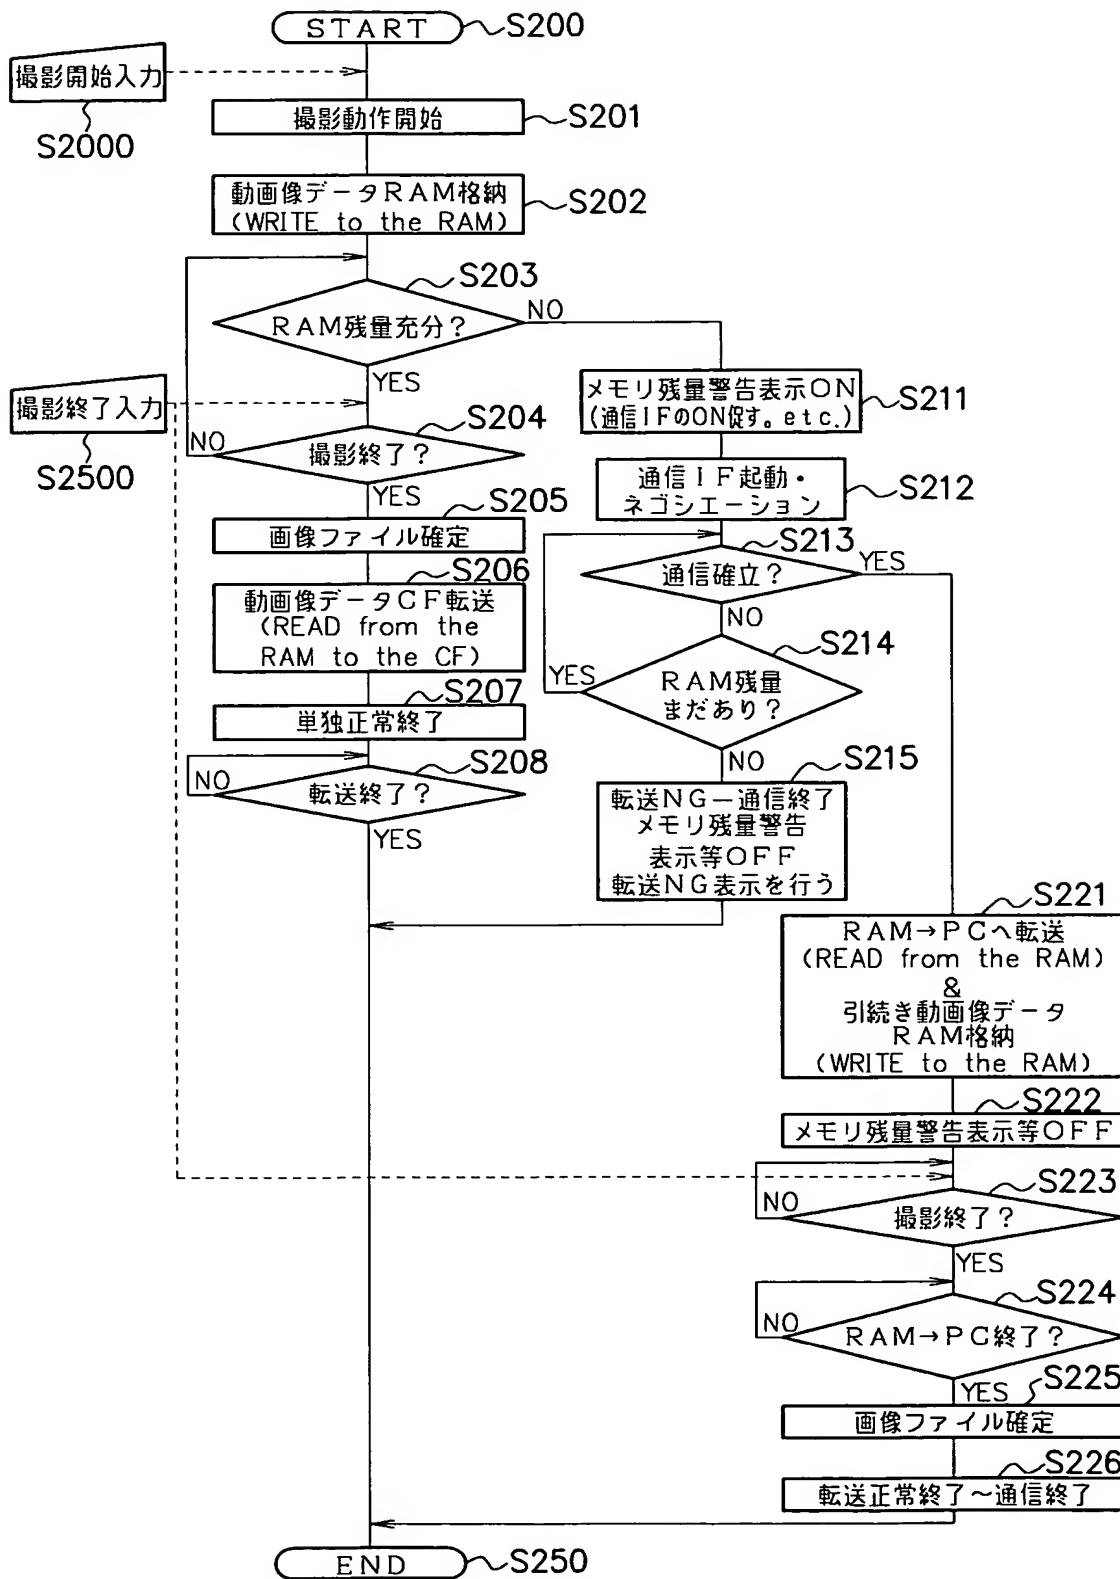 START
S200
撮影開始入力
S2000
撮影動作開始
S201
動画像データRAM格納
(WRITE to the RAM)
S202
S203
RAM残量充分?
NO
YES
撮影終了入力
S2500
S204
撮影終了?
NO
YES
S205
画像ファイル確定
S206
動画像データCF転送
(READ from the
RAM to the CF)
S207
単独正常終了
S208
転送終了?
NO
YES
メモリ残量警告表示ON
(通信IFのON促す。etc.)
S211
通信IF起動・
ネゴシエーション
S212
S213
通信確立?
YES
NO
S214
RAM残量
まだあり?
YES
NO
S215
転送NG-通信終了
メモリ残量警告
表示等OFF
転送NG表示を行う
S221
RAM→PCへ転送
(READ from the RAM)
&
引続き動画像データ
RAM格納
(WRITE to the RAM)
S222
メモリ残量警告表示等OFF
S223
撮影終了?
NO
YES
S224
RAM→PC終了?
NO
YES
S225
画像ファイル確定
S226
転送正常終了~通信終了
END
S250